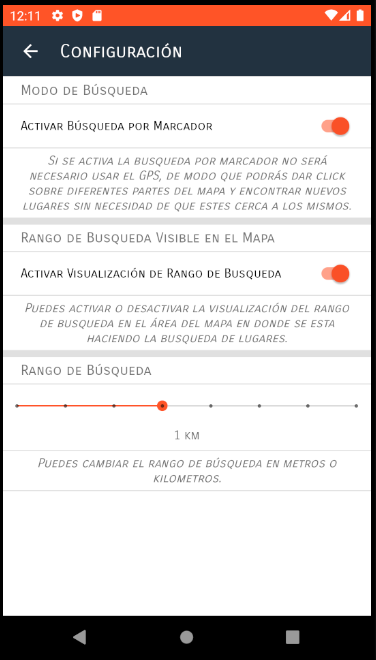 12:11
Configuración
Modo de Búsqueda
Activar Búsqueda por Marcador
Si se activa la busqueda por marcador no será
necesario usar el GPS, de modo que podrás dar click
sobre diferentes partes del mapa y encontrar nuevos
lugares sin necesidad de que estes cerca a los mismos.
Rango de Busqueda Visible en el Mapa
Activar Visualización de Rango de Busqueda
Puedes activar o desactivar la visualización del rango
de busqueda en el área del mapa en donde se esta
haciendo la busqueda de lugares.
Rango de Búsqueda
1 km
Puedes cambiar el rango de búsqueda en metros o
kilometros.